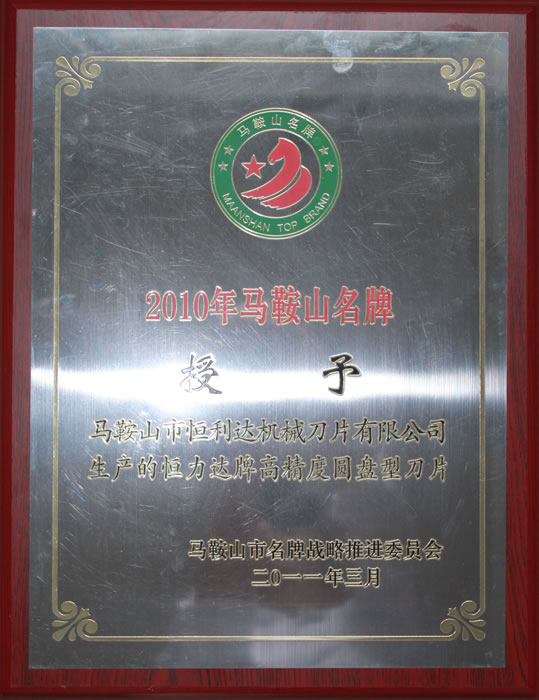 马鞍山名牌
MAANSHAN TOP BRAND
2010年马鞍山名牌
授 予
马鞍山市恒利达机械刀片有限公司
生产的恒力达牌高精度圆盘型刀片
马鞍山市名牌战略推进委员会
二〇一一年三月